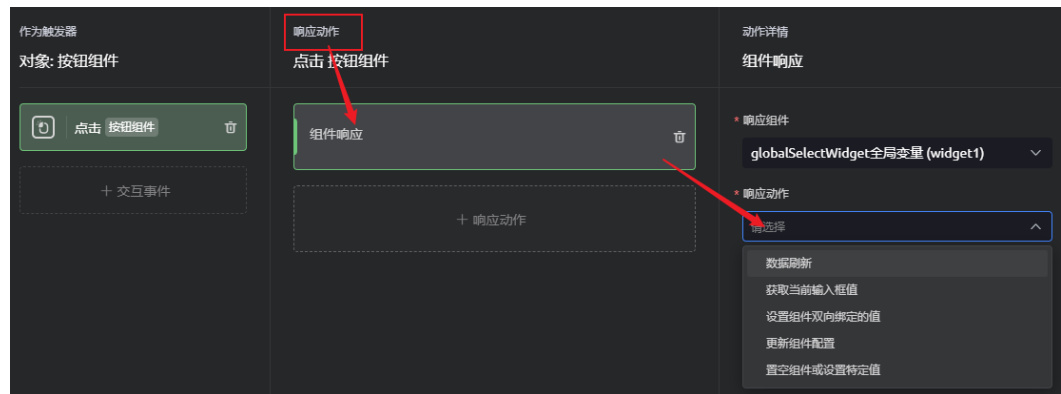 作为触发器
对象: 按钮组件
点击 按钮组件
+ 交互事件
响应动作
点击 按钮组件
组件响应
+ 响应动作
动作详情
组件响应
* 响应组件
globalSelectWidget全局变量 (widget1)
* 响应动作
请选择
数据刷新
获取当前输入框值
设置组件双向绑定的值
更新组件配置
置空组件或设置特定值